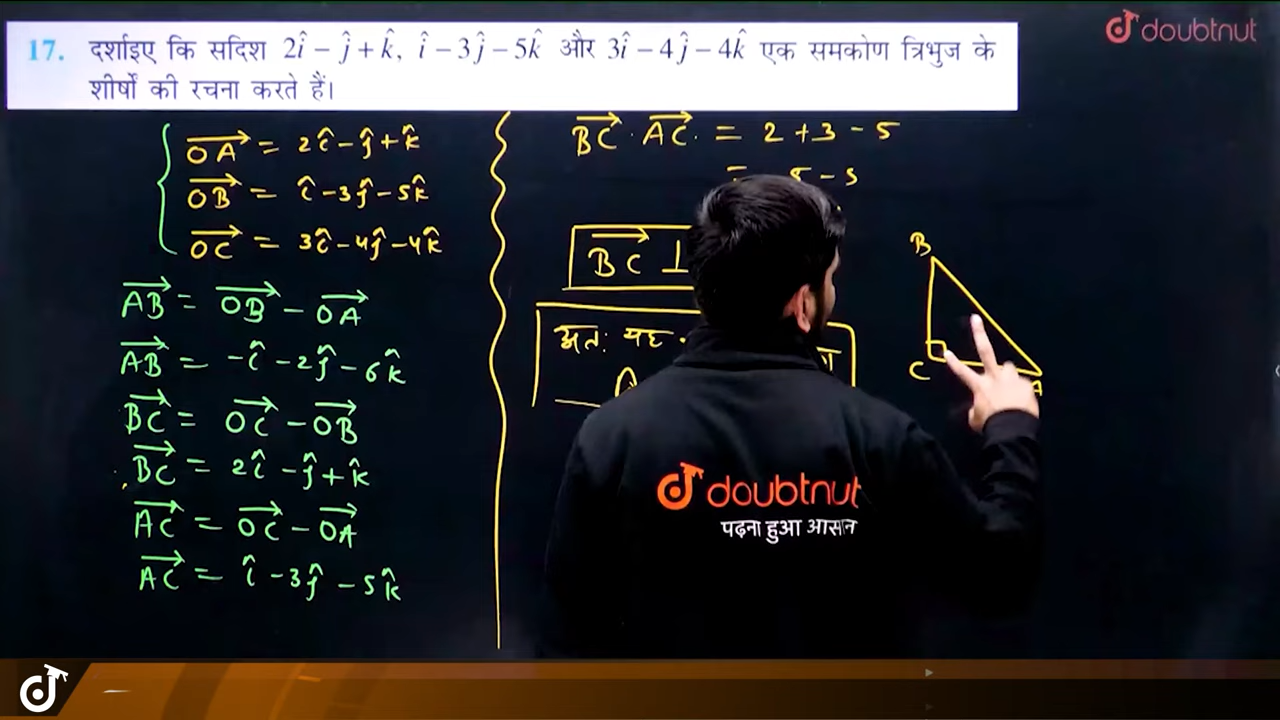 17. दर्शाइए कि सदिश 2î − ĵ + k̂, î − 3ĵ − 5k̂ और 3î − 4ĵ − 4k̂ एक समकोण त्रिभुज के
शीर्षों की रचना करते हैं।
doubtnut
OA→ = 2î − ĵ + k̂
OB→ = î − 3ĵ − 5k̂
OC→ = 3î − 4ĵ − 4k̂
AB→ = OB→ − OA→
AB→ = −î − 2ĵ − 6k̂
BC→ = OC→ − OB→
BC→ = 2î − ĵ + k̂
AC→ = OC→ − OA→
AC→ = î − 3ĵ − 5k̂
BC→ · AC→ = 2 + 3 − 5
= 5 − 5
BC→ ⊥
अतः यह
B
C
A
doubtnut
पढ़ना हुआ आसान